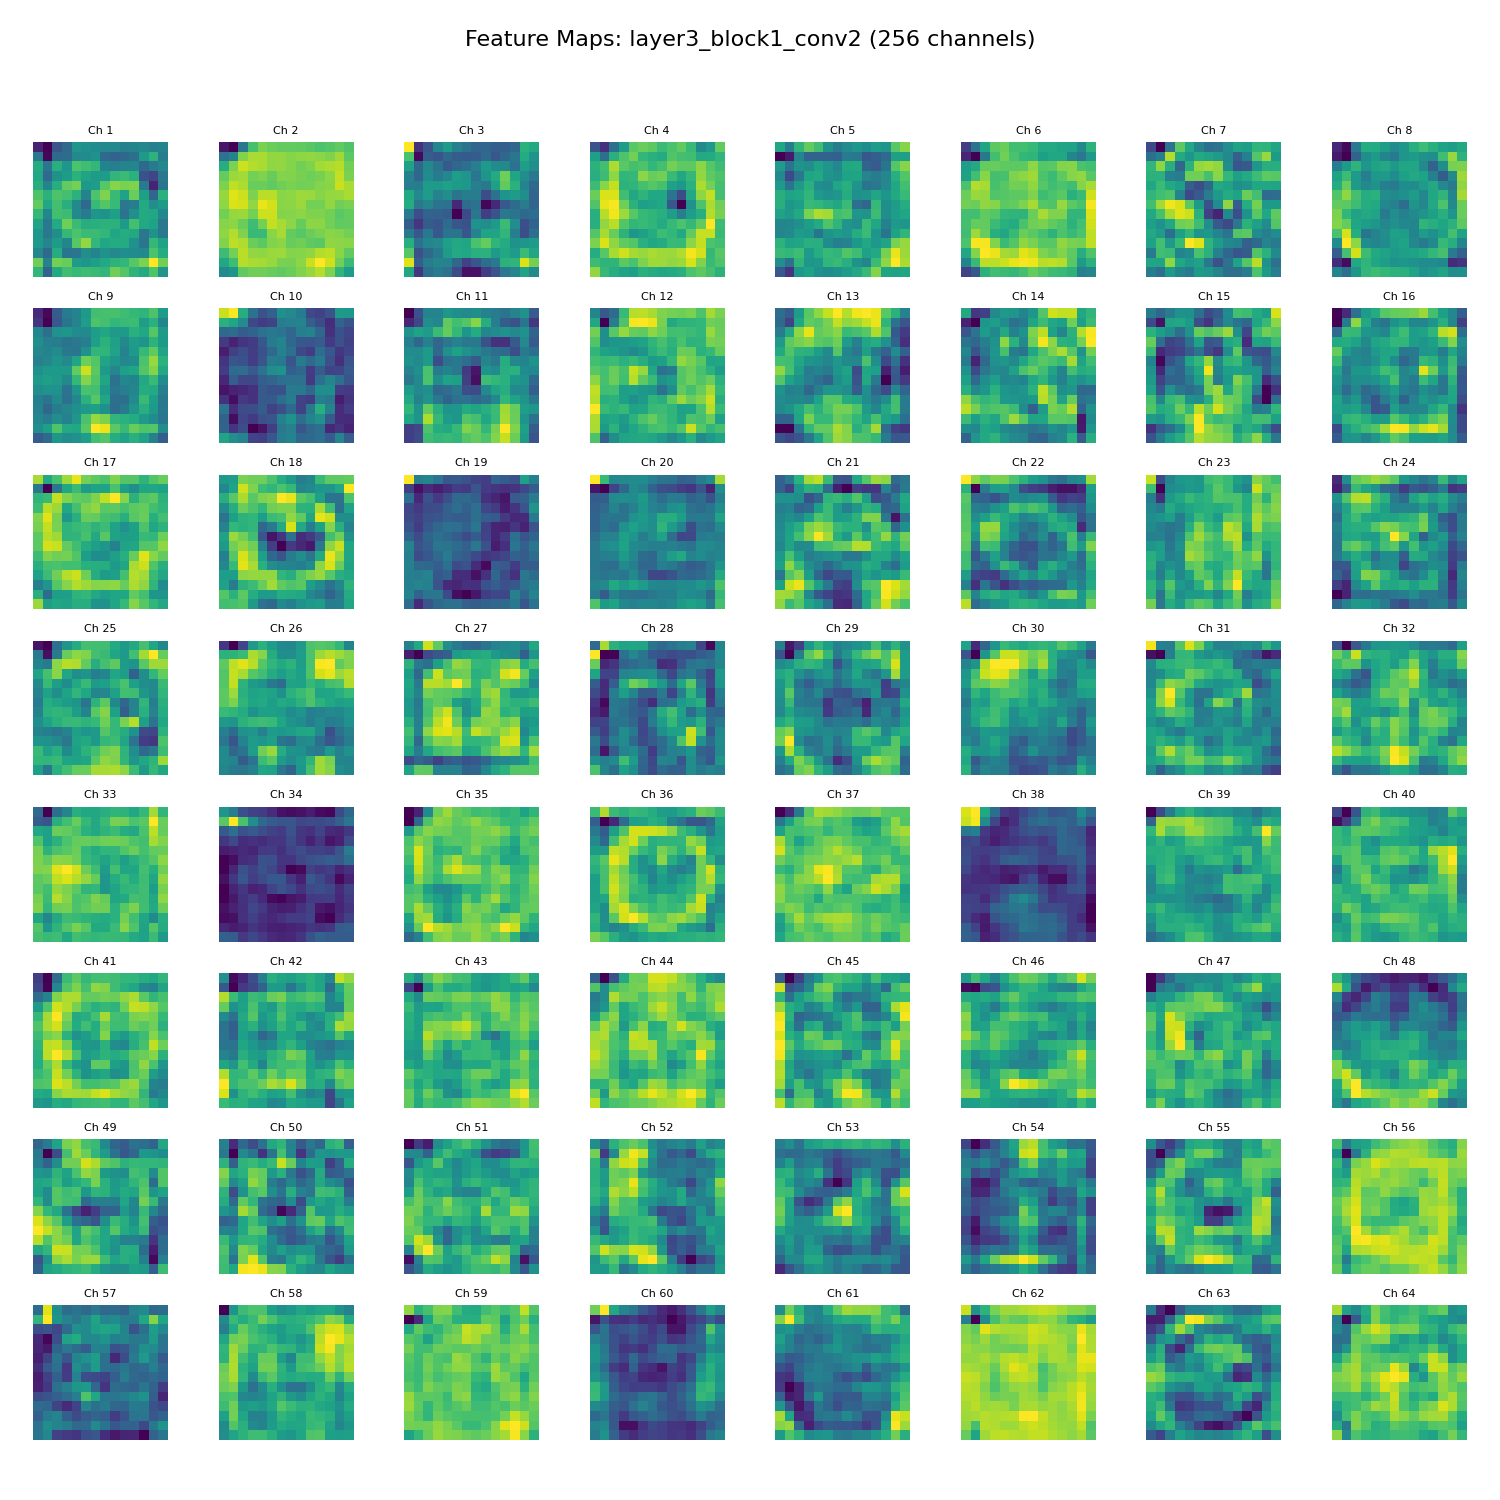 Feature Maps: layer3_block1_conv2 (256 channels)
Ch 1 Ch 2 Ch 3 Ch 4 Ch 5 Ch 6 Ch 7 Ch 8
Ch 9 Ch 10 Ch 11 Ch 12 Ch 13 Ch 14 Ch 15 Ch 16
Ch 17 Ch 18 Ch 19 Ch 20 Ch 21 Ch 22 Ch 23 Ch 24
Ch 25 Ch 26 Ch 27 Ch 28 Ch 29 Ch 30 Ch 31 Ch 32
Ch 33 Ch 34 Ch 35 Ch 36 Ch 37 Ch 38 Ch 39 Ch 40
Ch 41 Ch 42 Ch 43 Ch 44 Ch 45 Ch 46 Ch 47 Ch 48
Ch 49 Ch 50 Ch 51 Ch 52 Ch 53 Ch 54 Ch 55 Ch 56
Ch 57 Ch 58 Ch 59 Ch 60 Ch 61 Ch 62 Ch 63 Ch 64